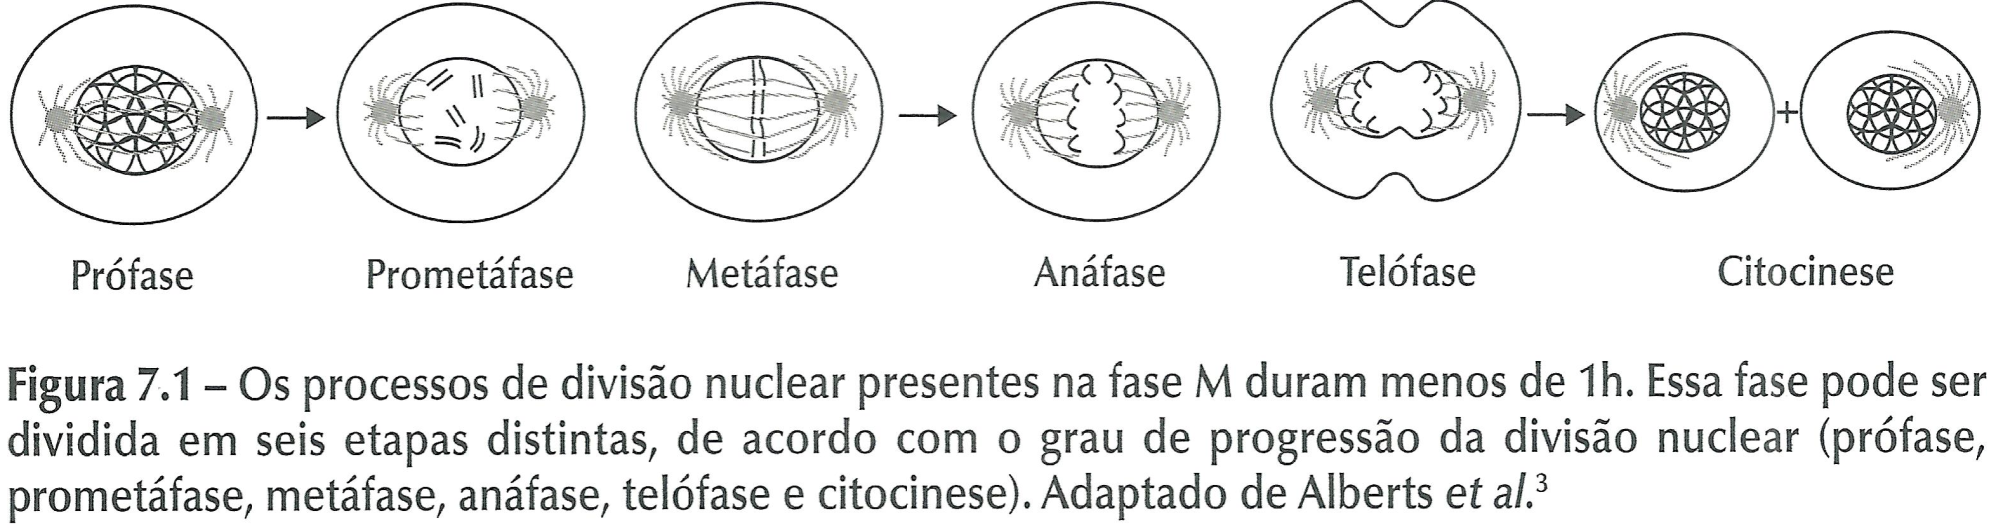 +
Prófase Prometáfase Metáfase Anáfase Telófase Citocinese
Figura 7.1 – Os processos de divisão nuclear presentes na fase M duram menos de 1h. Essa fase pode ser
dividida em seis etapas distintas, de acordo com o grau de progressão da divisão nuclear (prófase,
prometáfase, metáfase, anáfase, telófase e citocinese). Adaptado de Alberts et al.³